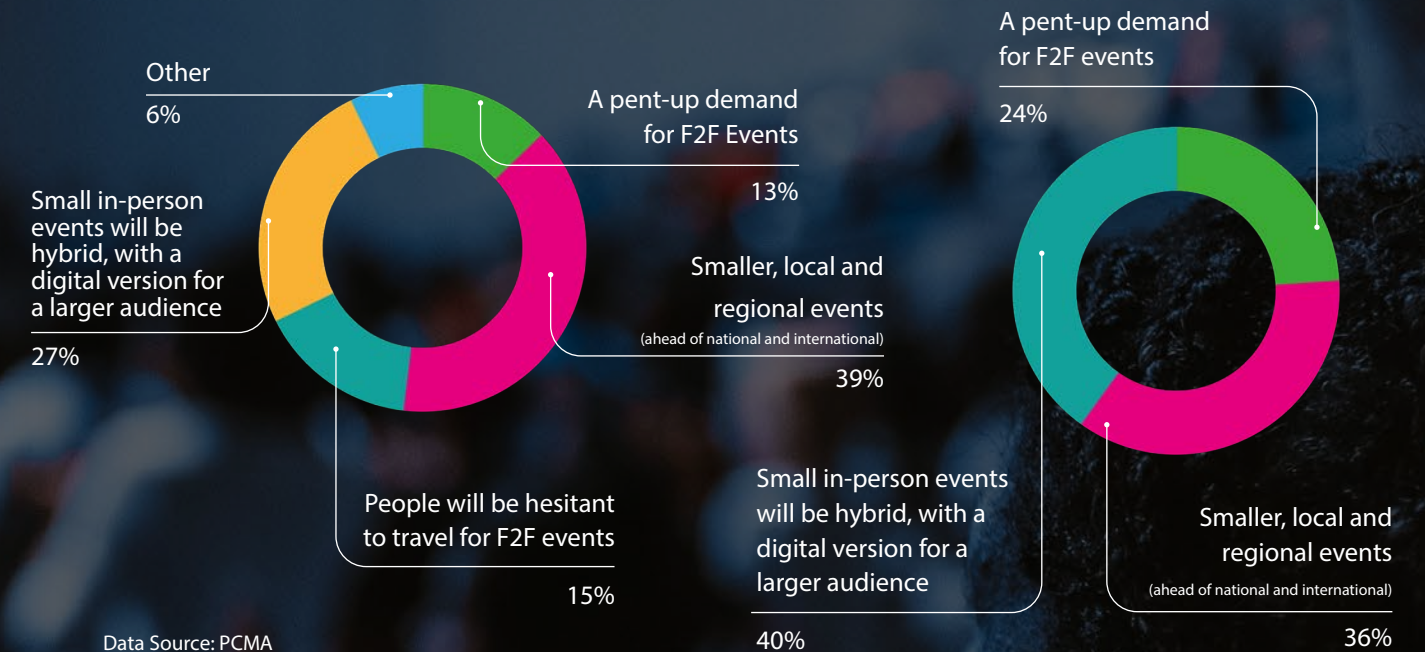 Other
6%
A pent-up demand
for F2F Events
13%
Small in-person
events will be
hybrid, with a
digital version for
a larger audience
27%
Smaller, local and
regional events
(ahead of national and international)
39%
People will be hesitant
to travel for F2F events
15%
Data Source: PCMA
A pent-up demand
for F2F events
24%
Small in-person events
will be hybrid, with a
digital version for a
larger audience
40%
Smaller, local and
regional events
(ahead of national and international)
36%